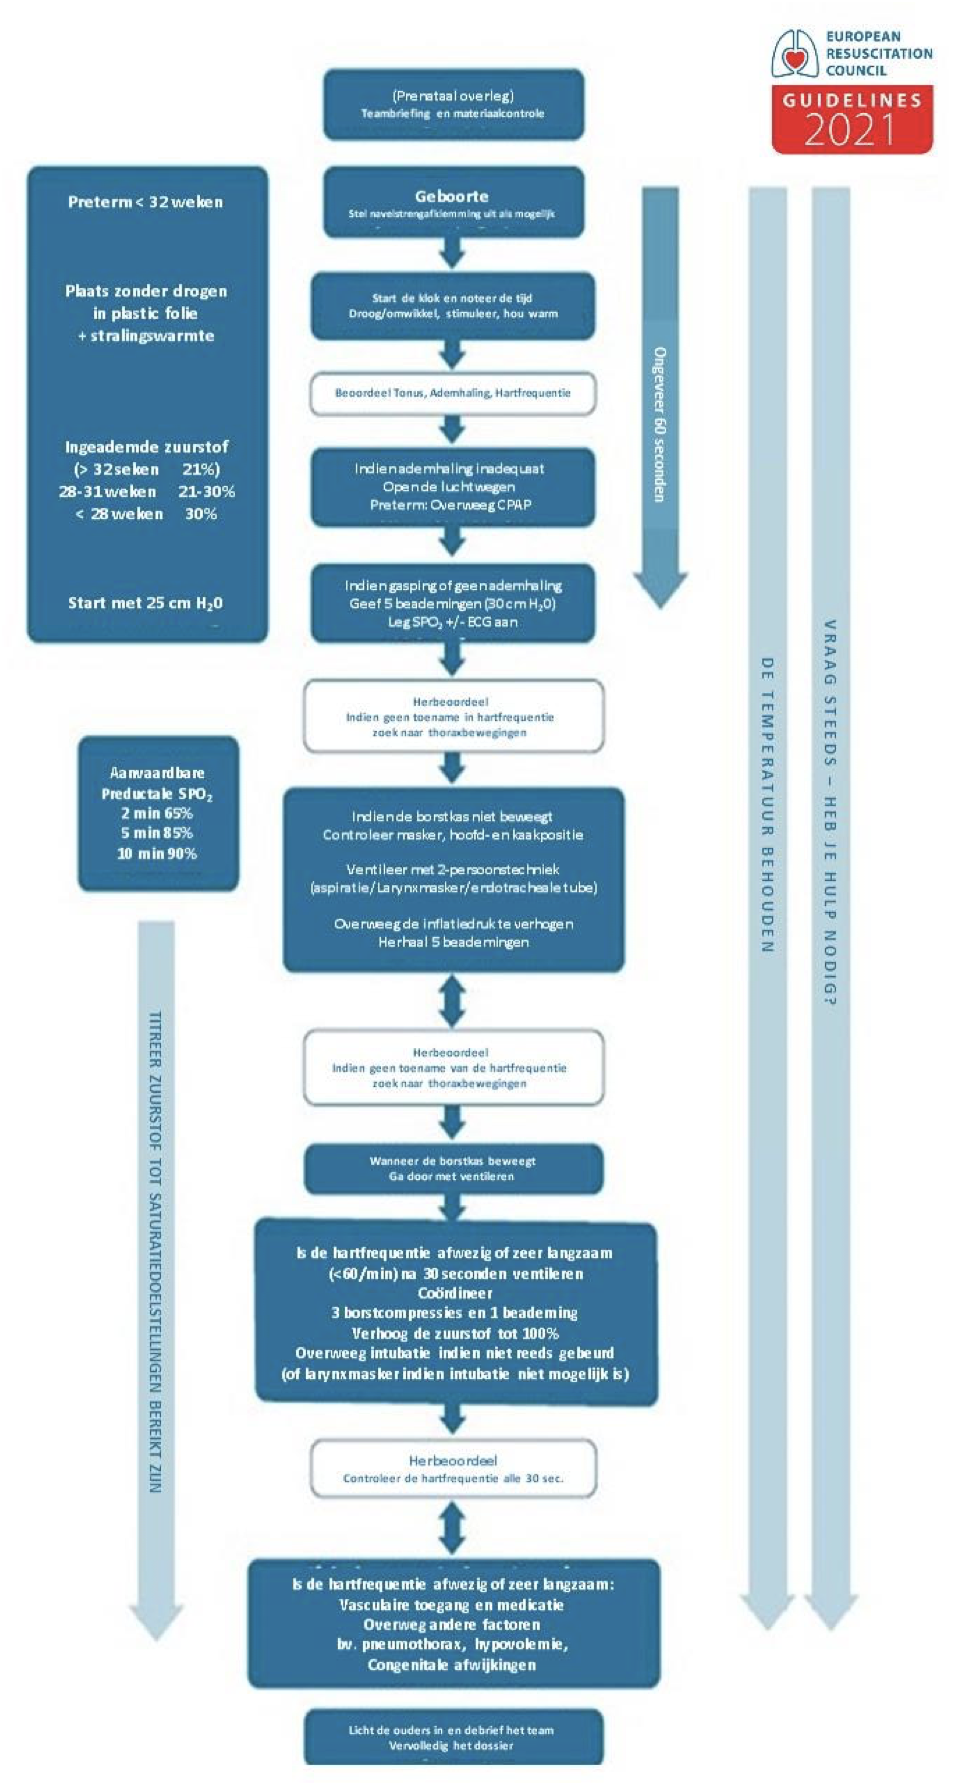 EUROPEAN
RESUSCITATION
COUNCIL
GUIDELINES
2021
(Prenataal overleg)
Teambriefing en materiaalcontrole
Preterm < 32 weken
Plaats zonder drogen
in plastic folie
+ stralingswarmte
Ingeademde zuurstof
(> 32 seken 21%)
28-31 weken 21-30%
< 28 weken 30%
Start met 25 cm H₂O
Geboorte
Stel navelstrengafklemming uit als mogelijk
Start de klok en noteer de tijd
Droog/omwikkel, stimuleer, hou warm
Beoordeel Tonus, Ademhaling, Hartfrequentie
Indien ademhaling inadequaat
Open de luchtwegen
Preterm: Overweeg CPAP
Indien gasping of geen ademhaling
Geef 5 beademingen (30 cm H₂O)
Leg SPO₂ +/- ECG aan
Ongeveer 60 seconden
Herbeoordeel
Indien geen toename in hartfrequentie
zoek naar thoraxbewegingen
Aanvaardbare
Preductale SPO₂
2 min 65%
5 min 85%
10 min 90%
Indien de borstkas niet beweegt
Controleer masker, hoofd- en kaakpositie
Ventileer met 2-persoonstechniek
(aspiratie/Larynxmasker/endotracheale tube)
Overweeg de inflatiedruk te verhogen
Herhaal 5 beademingen
DE TEMPERATUUR BEHOUDEN
VRAAG STEEDS – HEB JE HULP NODIG?
Herbeoordeel
Indien geen toename van de hartfrequentie
zoek naar thoraxbewegingen
Wanneer de borstkas beweegt
Ga door met ventileren
TITREER ZUURSTOF TOT SATURATIEDOELSTELLINGEN BEREIKT ZIJN
Is de hartfrequentie afwezig of zeer langzaam
(<60/min) na 30 seconden ventileren
Coördineer
3 borstcompressies en 1 beademing
Verhoog de zuurstof tot 100%
Overweeg intubatie indien niet reeds gebeurd
(of larynxmasker indien intubatie niet mogelijk is)
Herbeoordeel
Controleer de hartfrequentie alle 30 sec.
Is de hartfrequentie afwezig of zeer langzaam:
Vasculaire toegang en medicatie
Overweg andere factoren
bv. pneumothorax, hypovolemie,
Congenitale afwijkingen
Licht de ouders in en debrief het team
Vervolledig het dossier